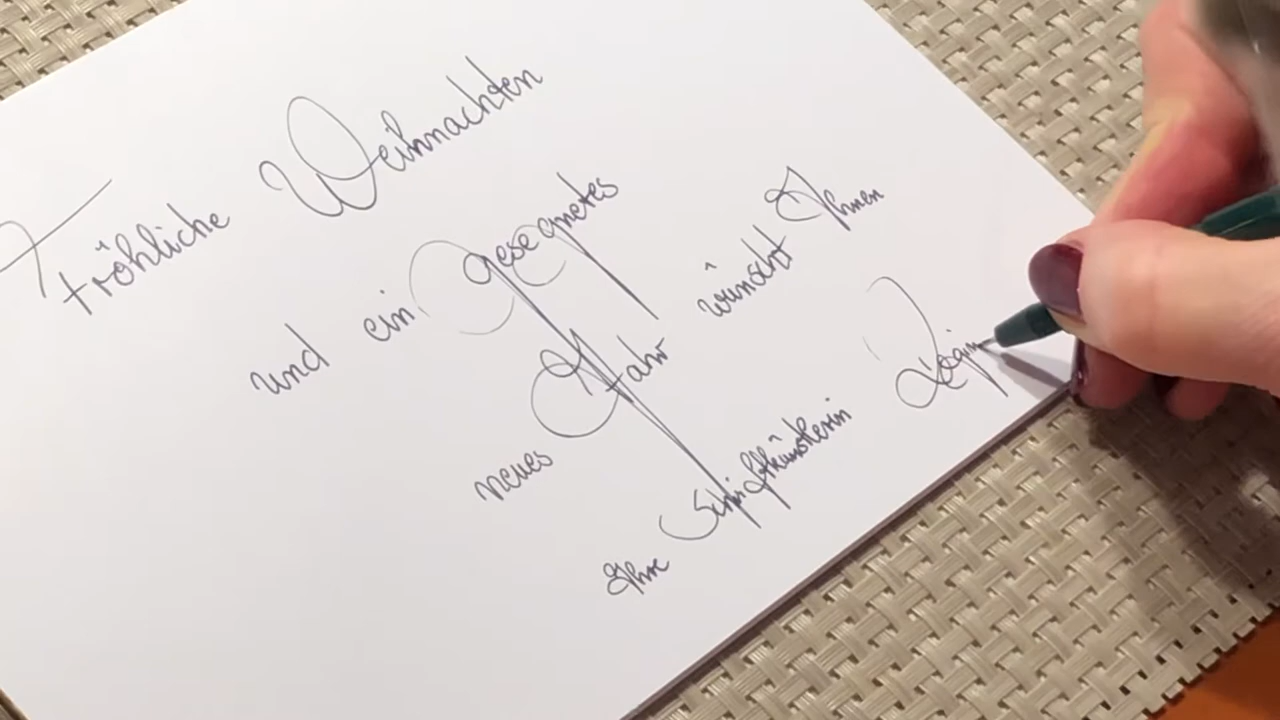 Fröhliche Weihnachten
und ein gesegnetes
neues Jahr wünscht Ihnen
Ihre Schriftkünstlerin